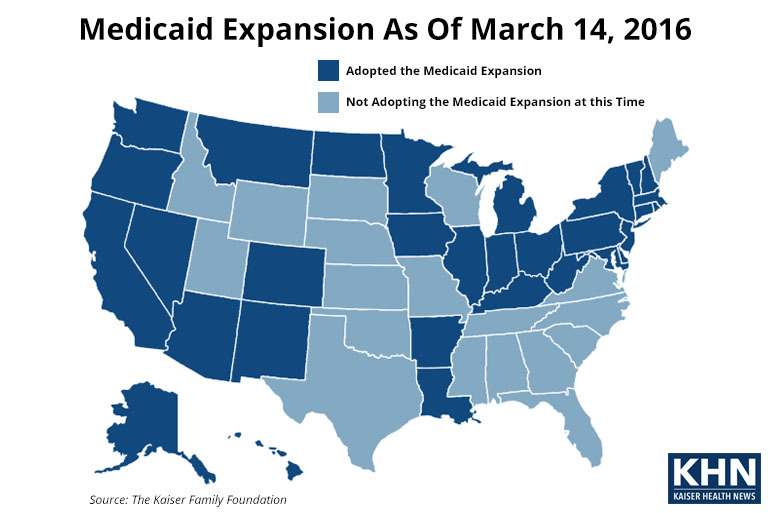 Medicaid Expansion As Of March 14, 2016
Adopted the Medicaid Expansion
Not Adopting the Medicaid Expansion at this Time
KHN
KAISER HEALTH NEWS
Source: The Kaiser Family Foundation